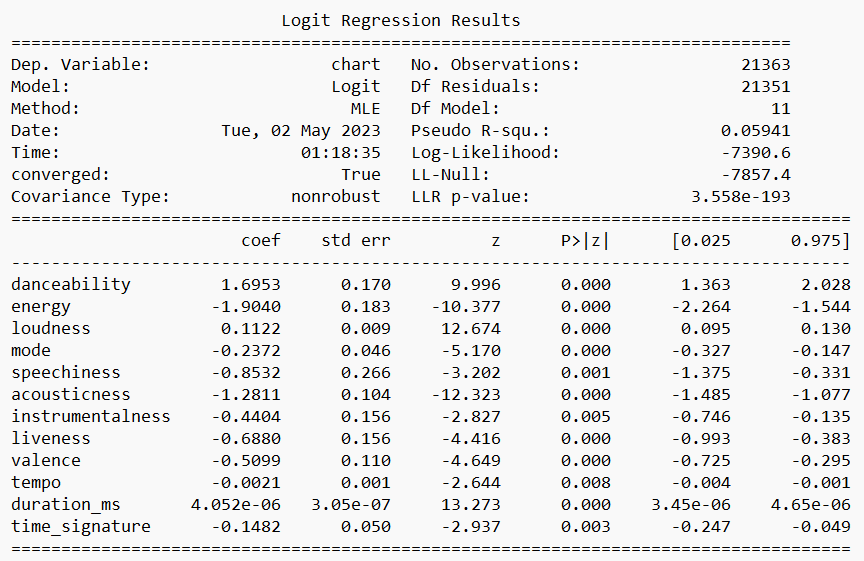 Logit Regression Results
==============================================================================
Dep. Variable: chart No. Observations: 21363
Model: Logit Df Residuals: 21351
Method: MLE Df Model: 11
Date: Tue, 02 May 2023 Pseudo R-squ.: 0.05941
Time: 01:18:35 Log-Likelihood: -7390.6
converged: True LL-Null: -7857.4
Covariance Type: nonrobust LLR p-value: 3.558e-193
====================================================================================
coef std err z P>|z| [0.025 0.975]
------------------------------------------------------------------------------------
danceability 1.6953 0.170 9.996 0.000 1.363 2.028
energy -1.9040 0.183 -10.377 0.000 -2.264 -1.544
loudness 0.1122 0.009 12.674 0.000 0.095 0.130
mode -0.2372 0.046 -5.170 0.000 -0.327 -0.147
speechiness -0.8532 0.266 -3.202 0.001 -1.375 -0.331
acousticness -1.2811 0.104 -12.323 0.000 -1.485 -1.077
instrumentalness -0.4404 0.156 -2.827 0.005 -0.746 -0.135
liveness -0.6880 0.156 -4.416 0.000 -0.993 -0.383
valence -0.5099 0.110 -4.649 0.000 -0.725 -0.295
tempo -0.0021 0.001 -2.644 0.008 -0.004 -0.001
duration_ms 4.052e-06 3.05e-07 13.273 0.000 3.45e-06 4.65e-06
time_signature -0.1482 0.050 -2.937 0.003 -0.247 -0.049
====================================================================================